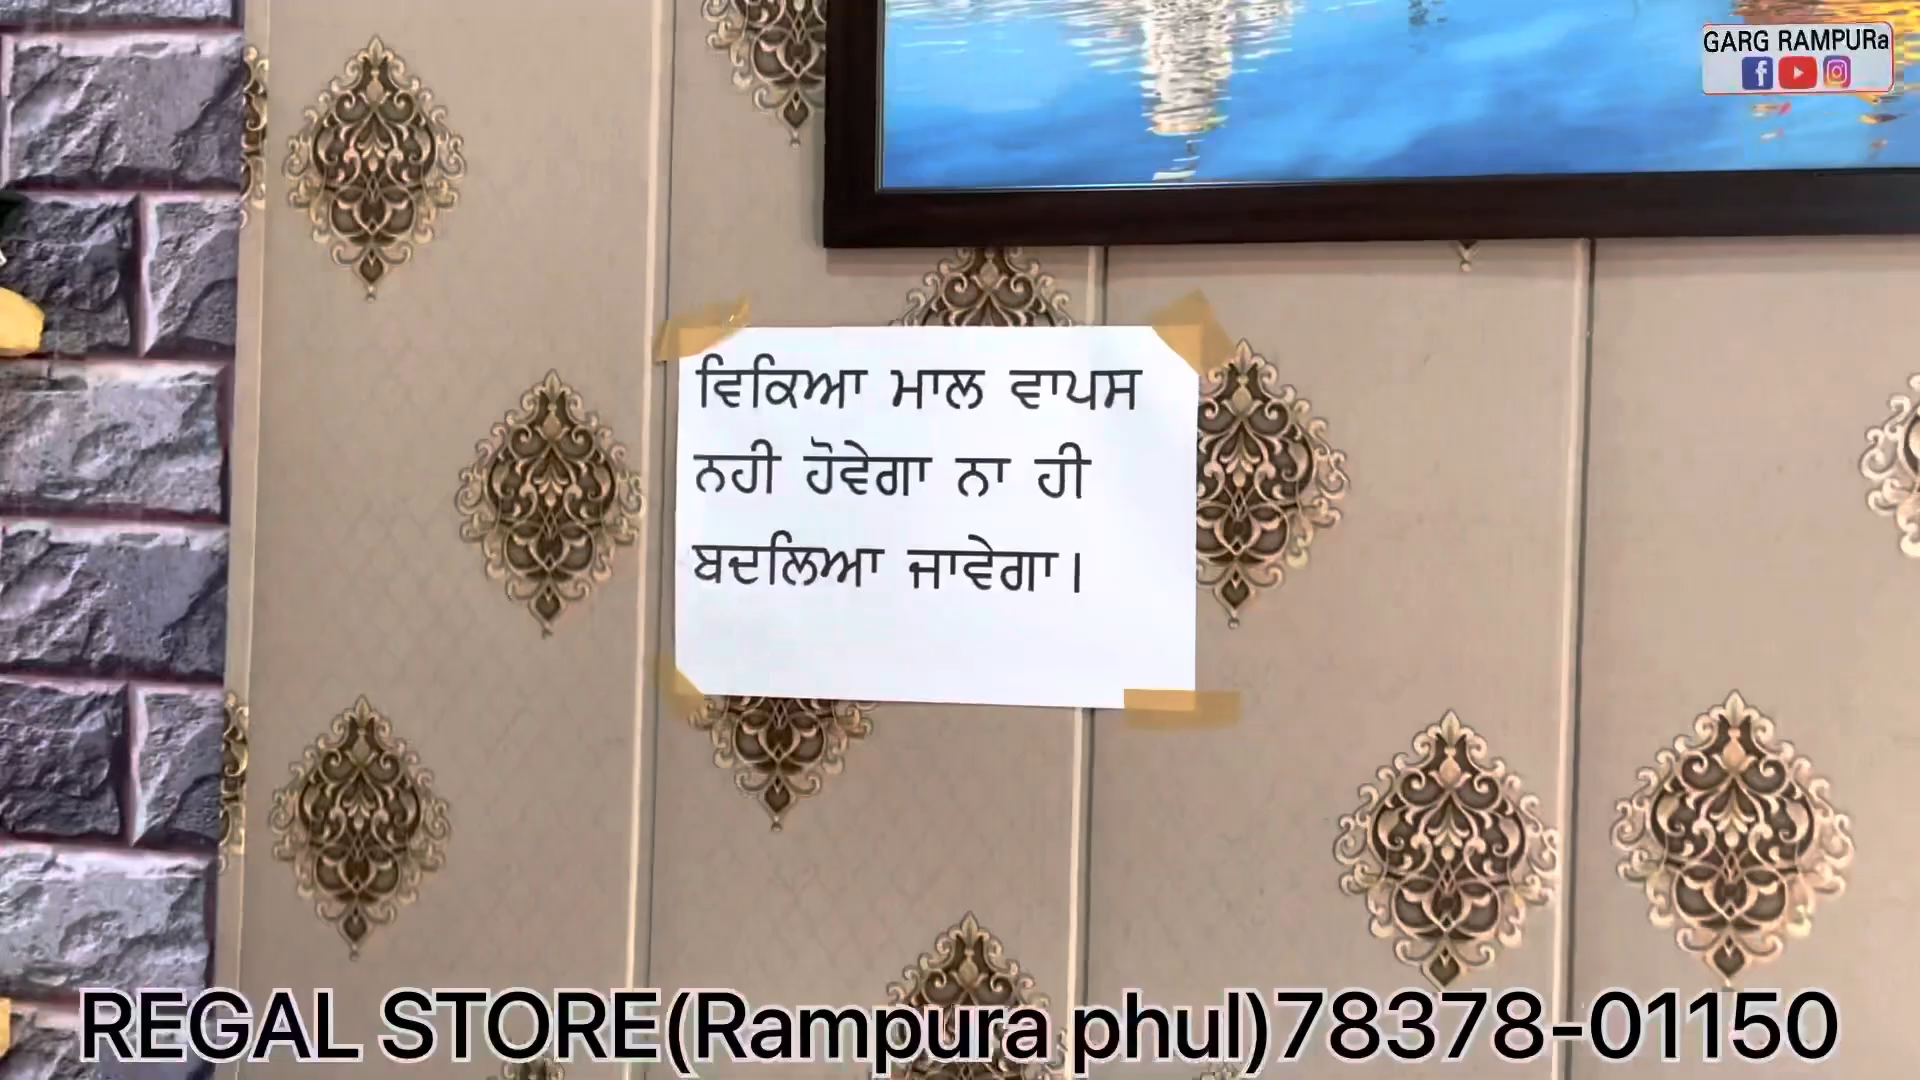 GARG RAMPURa
ਵਿਕਿਆ ਮਾਲ ਵਾਪਸ
ਨਹੀ ਹੋਵੇਗਾ ਨਾ ਹੀ
ਬਦਲਿਆ ਜਾਵੇਗਾ।
REGAL STORE(Rampura phul)78378-01150